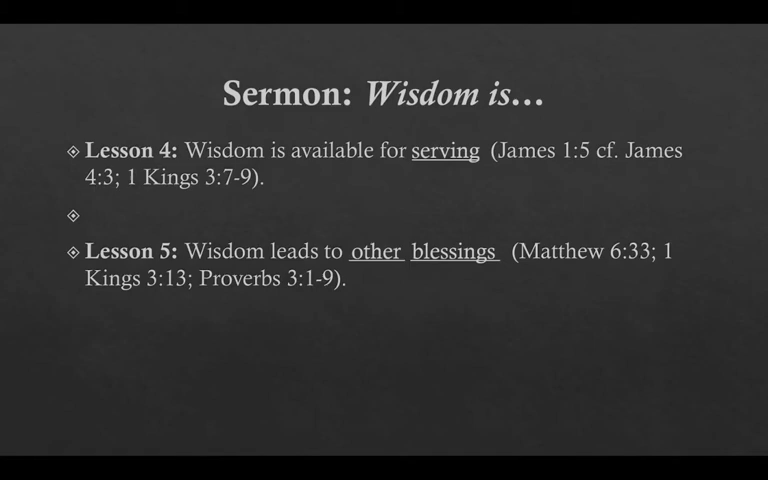 Sermon: Wisdom is…
Lesson 4: Wisdom is available for serving (James 1:5 cf. James
4:3; 1 Kings 3:7-9).
Lesson 5: Wisdom leads to other blessings (Matthew 6:33; 1
Kings 3:13; Proverbs 3:1-9).